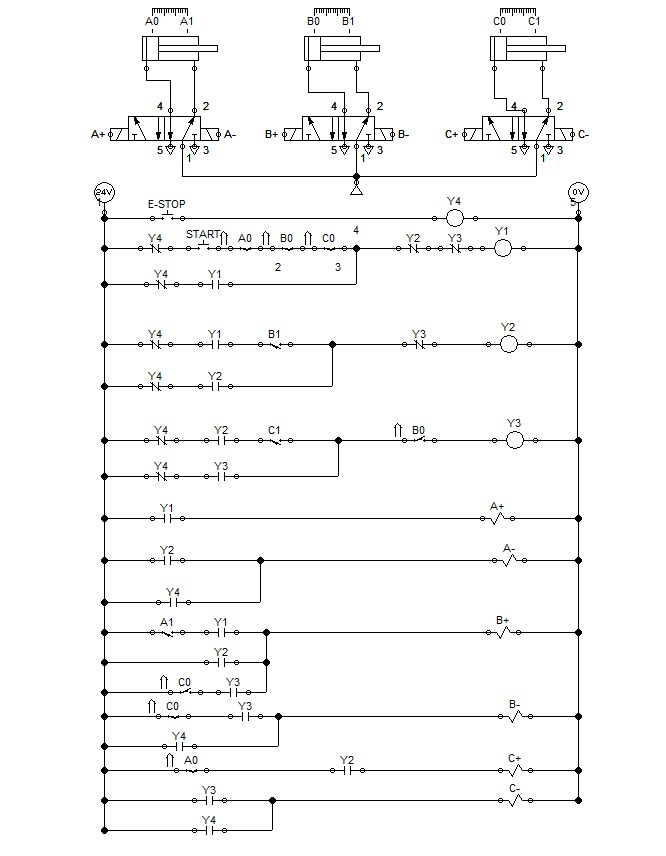 A0 A1 B0 B1 C0 C1
4 2 4 2 4 2
A+ A- B+ B- C+ C-
5 1 3 5 1 3 5 1 3
24V 0V
1 5
E-STOP Y4
Y4 START A0 B0 C0 4 Y2 Y3 Y1
2 3
Y4 Y1
Y4 Y1 B1 Y3 Y2
Y4 Y2
Y4 Y2 C1 B0 Y3
Y4 Y3
Y1 A+
Y2 A-
Y4
A1 Y1 B+
Y2
C0 Y3
C0 Y3 B-
Y4
A0 Y2 C+
Y3 C-
Y4